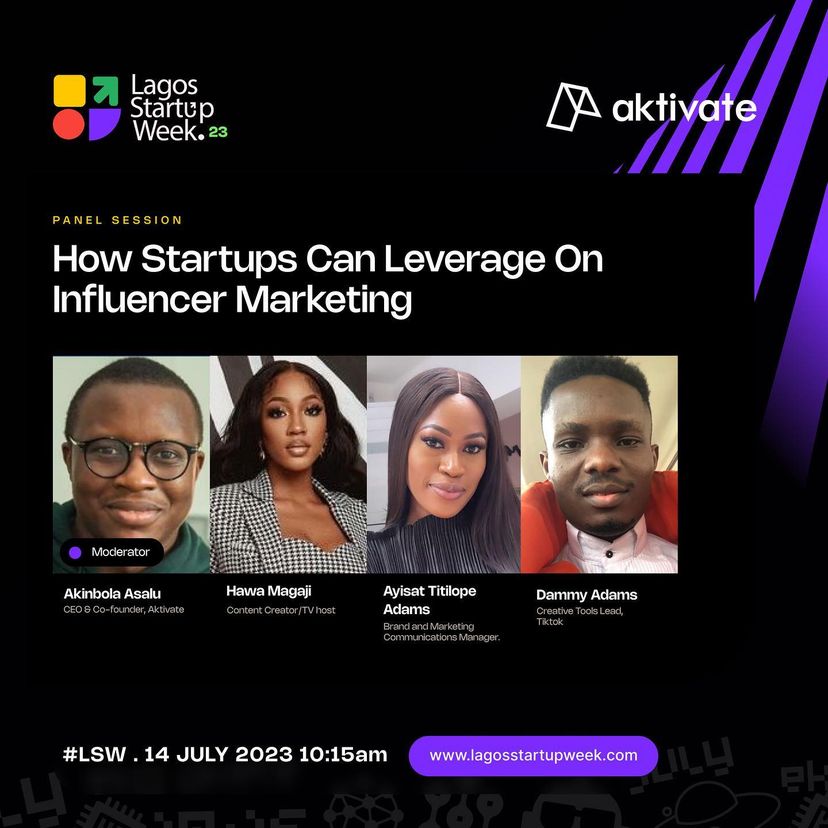 Lagos
Startup
Week.23
aktivate
PANEL SESSION
How Startups Can Leverage On
Influencer Marketing
Moderator
Akinbola Asalu
CEO & Co-founder, Aktivate
Hawa Magaji
Content Creator/TV host
Ayisat Titilope
Adams
Brand and Marketing
Communications Manager.
Dammy Adams
Creative Tools Lead,
Tiktok
#LSW . 14 JULY 2023 10:15am
www.lagosstartupweek.com
JULY